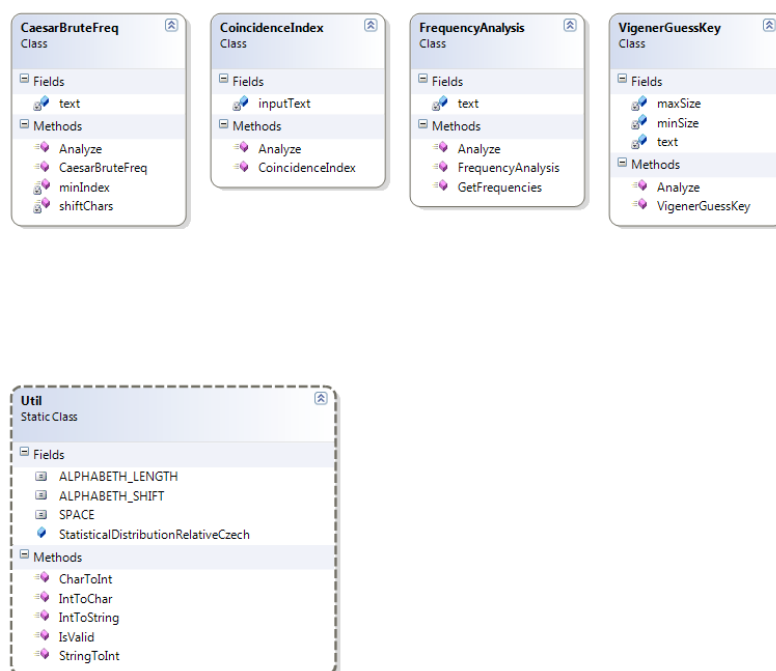 CaesarBruteFreq
Class
Fields
text
Methods
Analyze
CaesarBruteFreq
minIndex
shiftChars
CoincidenceIndex
Class
Fields
inputText
Methods
Analyze
CoincidenceIndex
FrequencyAnalysis
Class
Fields
text
Methods
Analyze
FrequencyAnalysis
GetFrequencies
VigenerGuessKey
Class
Fields
maxSize
minSize
text
Methods
Analyze
VigenerGuessKey
Util
Static Class
Fields
ALPHABETH_LENGTH
ALPHABETH_SHIFT
SPACE
StatisticalDistributionRelativeCzech
Methods
CharToInt
IntToChar
IntToString
IsValid
StringToInt